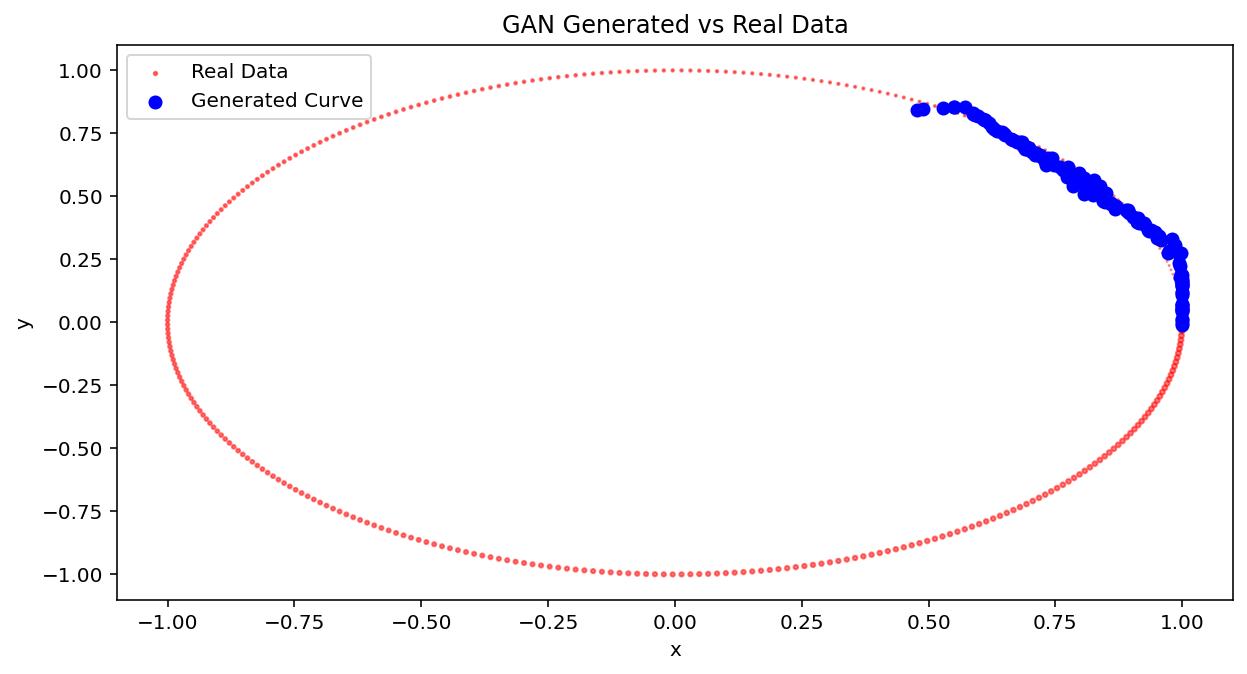 GAN Generated vs Real Data
Real Data
Generated Curve
1.00
0.75
0.50
0.25
0.00
−0.25
−0.50
−0.75
−1.00
y
−1.00 −0.75 −0.50 −0.25 0.00 0.25 0.50 0.75 1.00
x